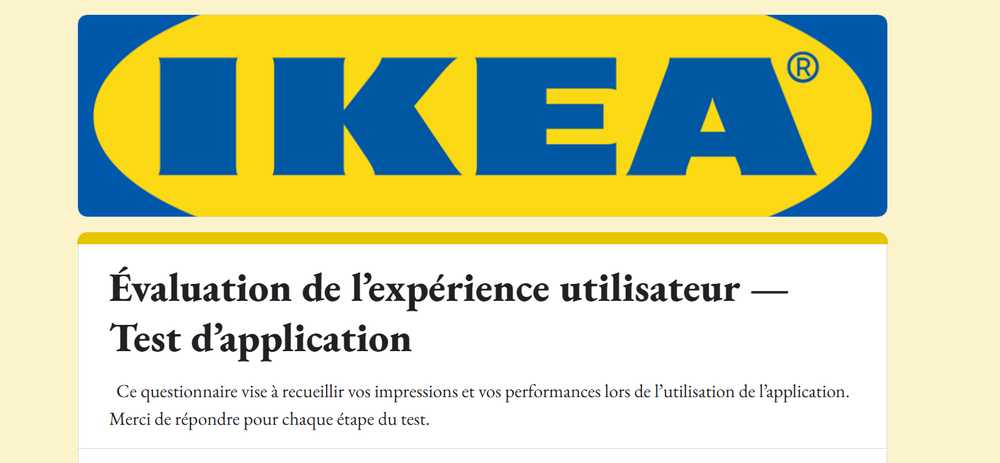 IKEA®
Évaluation de l’expérience utilisateur —
Test d’application
Ce questionnaire vise à recueillir vos impressions et vos performances lors de l’utilisation de l’application.
Merci de répondre pour chaque étape du test.